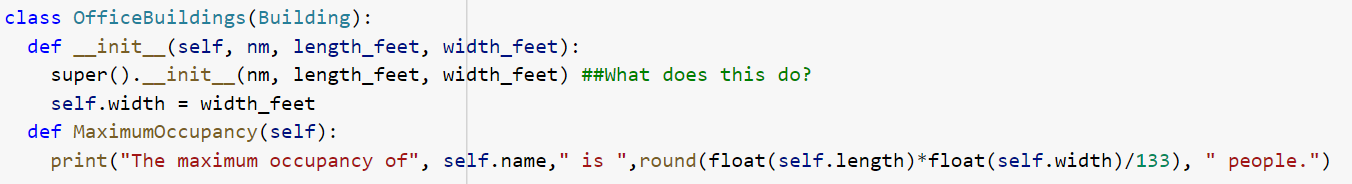 class OfficeBuildings(Building):
  def __init__(self, nm, length_feet, width_feet):
    super().__init__(nm, length_feet, width_feet) ##What does this do?
    self.width = width_feet
  def MaximumOccupancy(self):
    print("The maximum occupancy of", self.name," is ",round(float(self.length)*float(self.width)/133), " people.")